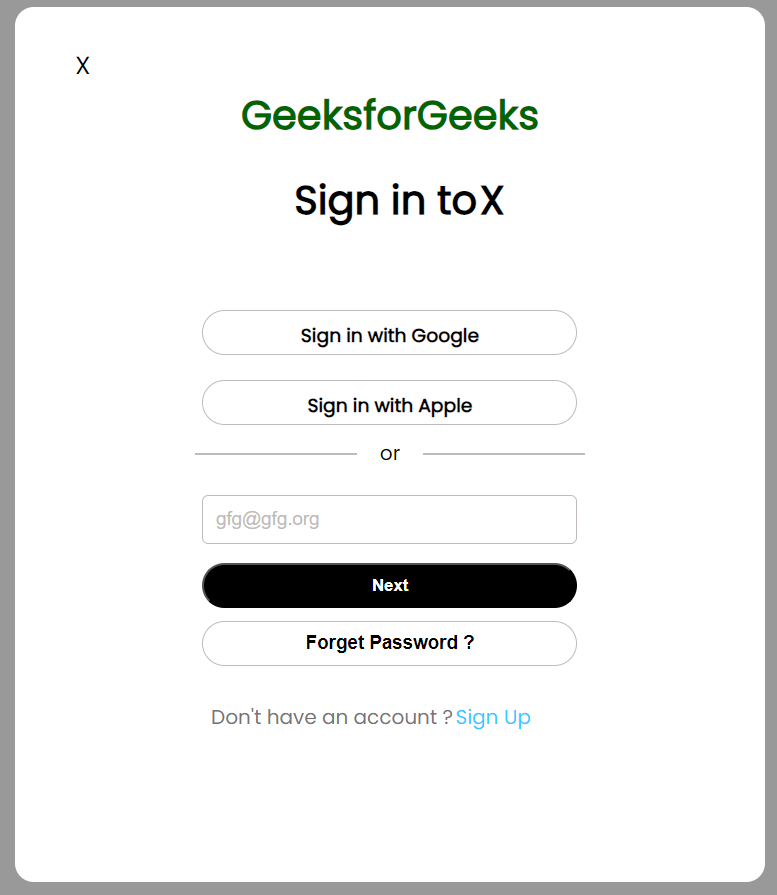 X
GeeksforGeeks
Sign in to X
Sign in with Google
Sign in with Apple
or
gfg@gfg.org
Next
Forget Password ?
Don't have an account ? Sign Up